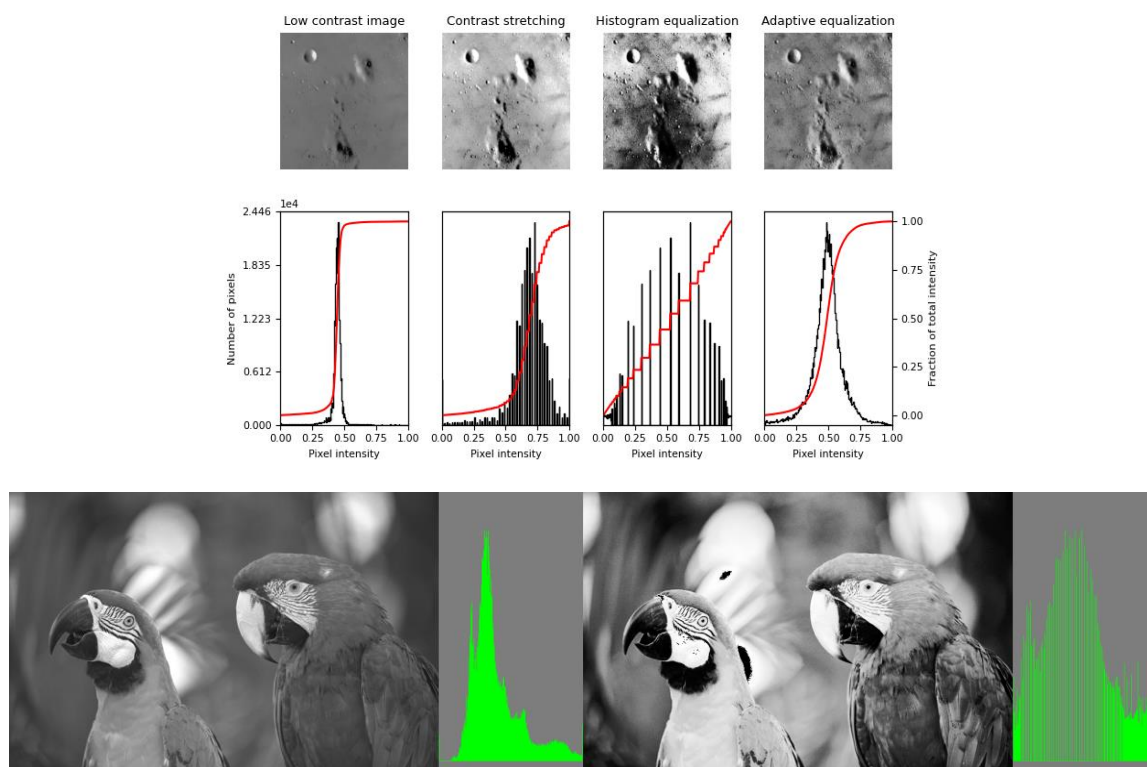 Low contrast image
Contrast stretching
Histogram equalization
Adaptive equalization
1e4
2.446
1.835
1.223
0.612
0.000
Number of pixels
0.00 0.25 0.50 0.75 1.00
Pixel intensity
0.00 0.25 0.50 0.75 1.00
Pixel intensity
0.00 0.25 0.50 0.75 1.00
Pixel intensity
0.00 0.25 0.50 0.75 1.00
Pixel intensity
1.00
0.75
0.50
0.25
0.00
Fraction of total intensity